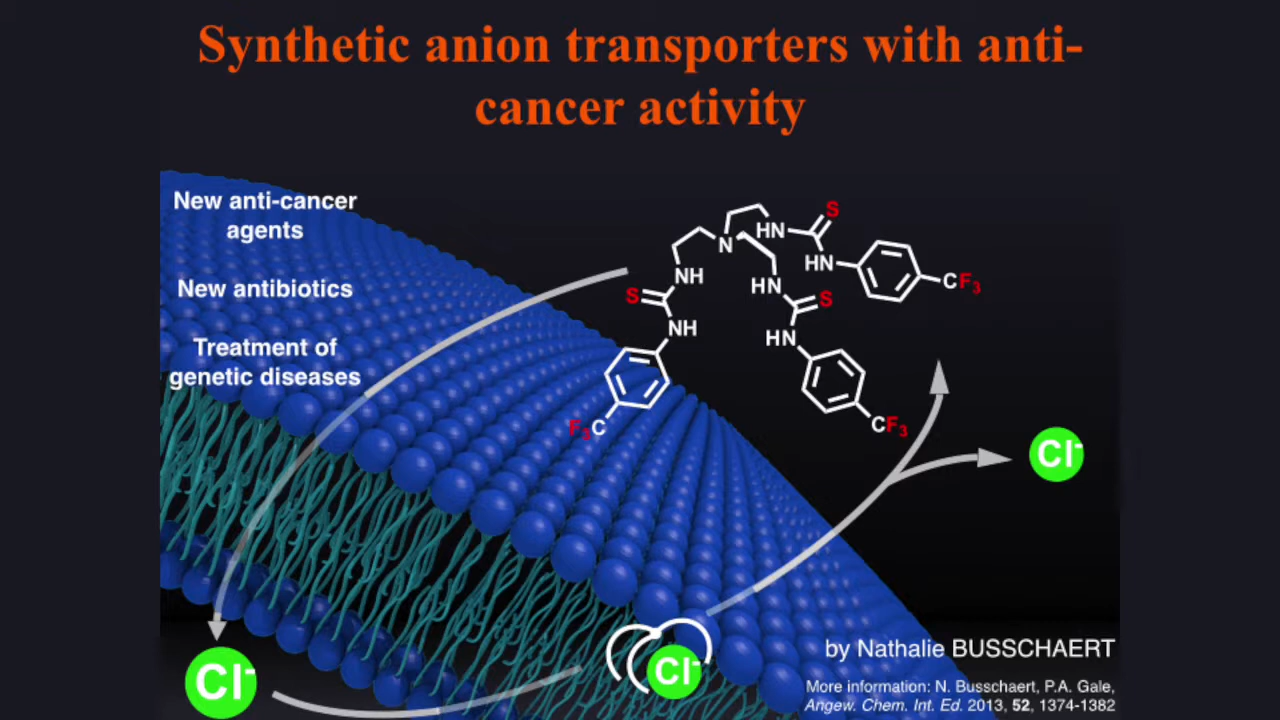 Synthetic anion transporters with anti-
cancer activity
New anti-cancer
agents
New antibiotics
Treatment of
genetic diseases
N
HN
S
HN
CF₃
NH
S
NH
F₃C
HN
S
HN
CF₃
Cl⁻
Cl⁻
Cl⁻
by Nathalie BUSSCHAERT
More information: N. Busschaert, P.A. Gale,
Angew. Chem. Int. Ed. 2013, 52, 1374-1382